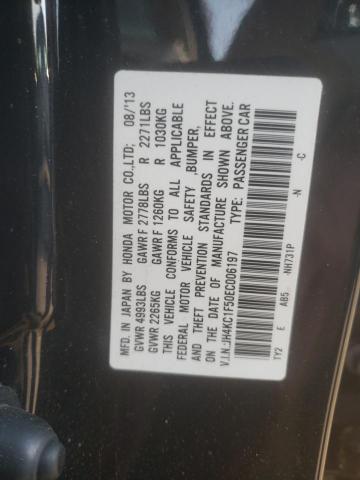 MFD. IN JAPAN BY HONDA MOTOR CO.,LTD; 08/'13
GVWR 4993LBS GAWR F 2778LBS R 2271LBS
GVWR 2265KG GAWR F 1260KG R 1030KG
THIS VEHICLE CONFORMS TO ALL APPLICABLE
FEDERAL MOTOR VEHICLE SAFETY ,BUMPER,
AND THEFT PREVENTION STANDARDS IN EFFECT
ON THE DATE OF MANUFACTURE SHOWN ABOVE.
V.I.N.:JH4KC1F50EC006197 TYPE: PASSENGER CAR
TY2 E AB5 -NH731P -N -C